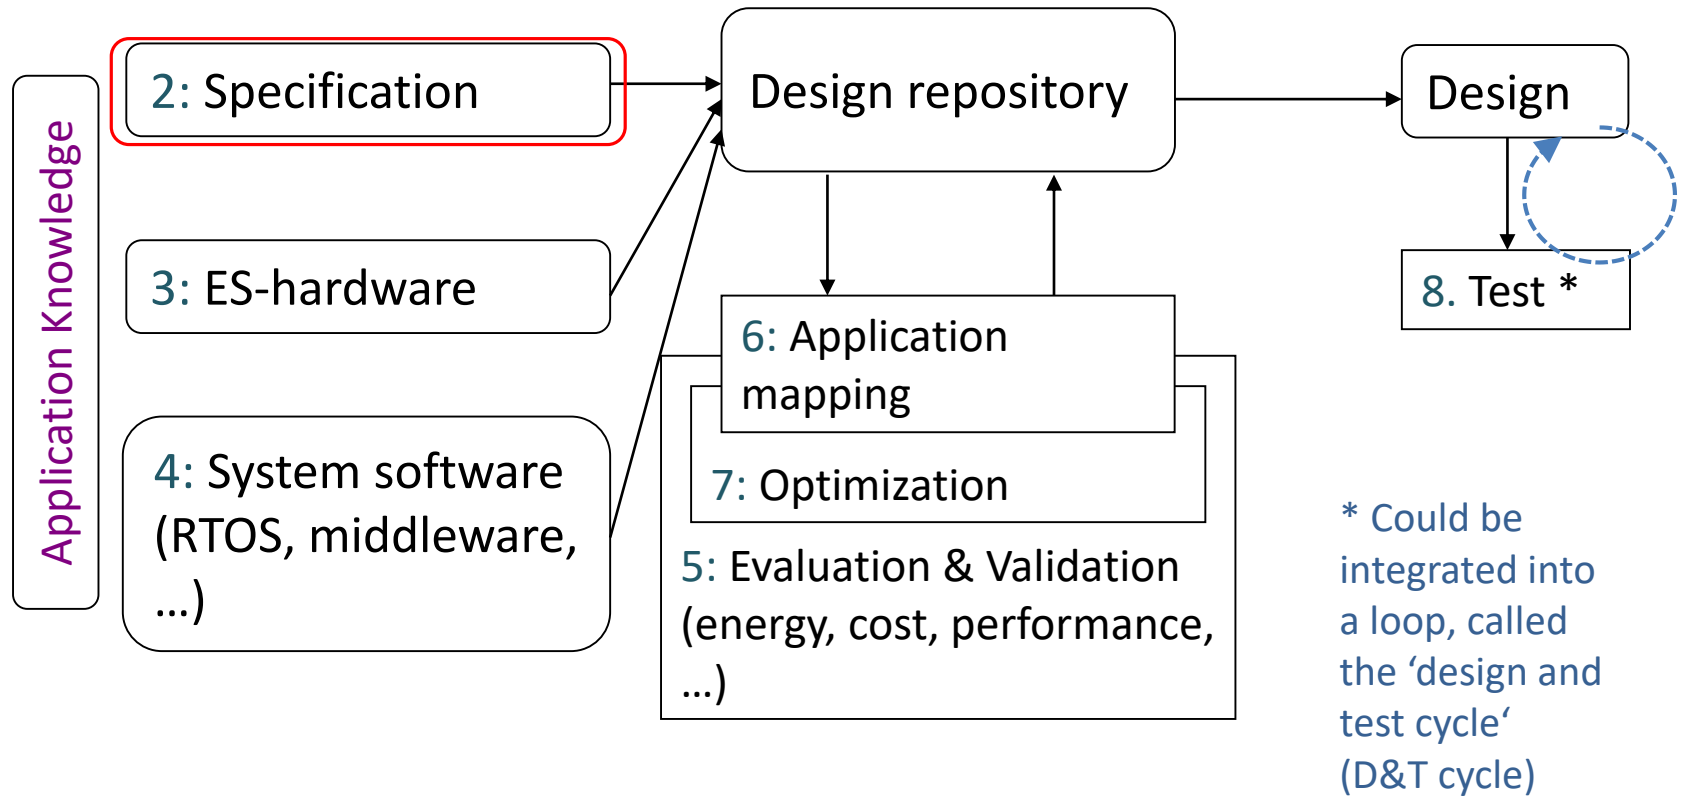 Application Knowledge
2: Specification
3: ES-hardware
4: System software
(RTOS, middleware,
…)
Design repository
6: Application
mapping
7: Optimization
5: Evaluation & Validation
(energy, cost, performance,
…)
Design
8. Test *
* Could be
integrated into
a loop, called
the ‘design and
test cycle‘
(D&T cycle)